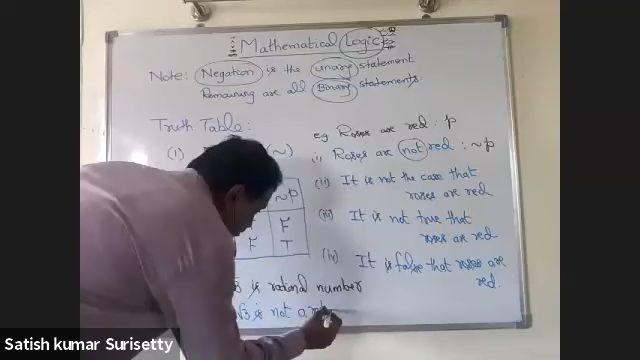 Mathematical Logic
Note: Negation is the unary statement
Remaining are all Binary statements.
Truth Table:
(1) (~)
~p
F F
F T
eg Roses are red : p
(i) Roses are not red : ~p
(ii) It is not the case that
roses are red
(iii) It is not true that
roses are red
(iv) It is false that roses are
red.
√3 is rational number
√3 is not a
Satish kumar Surisetty